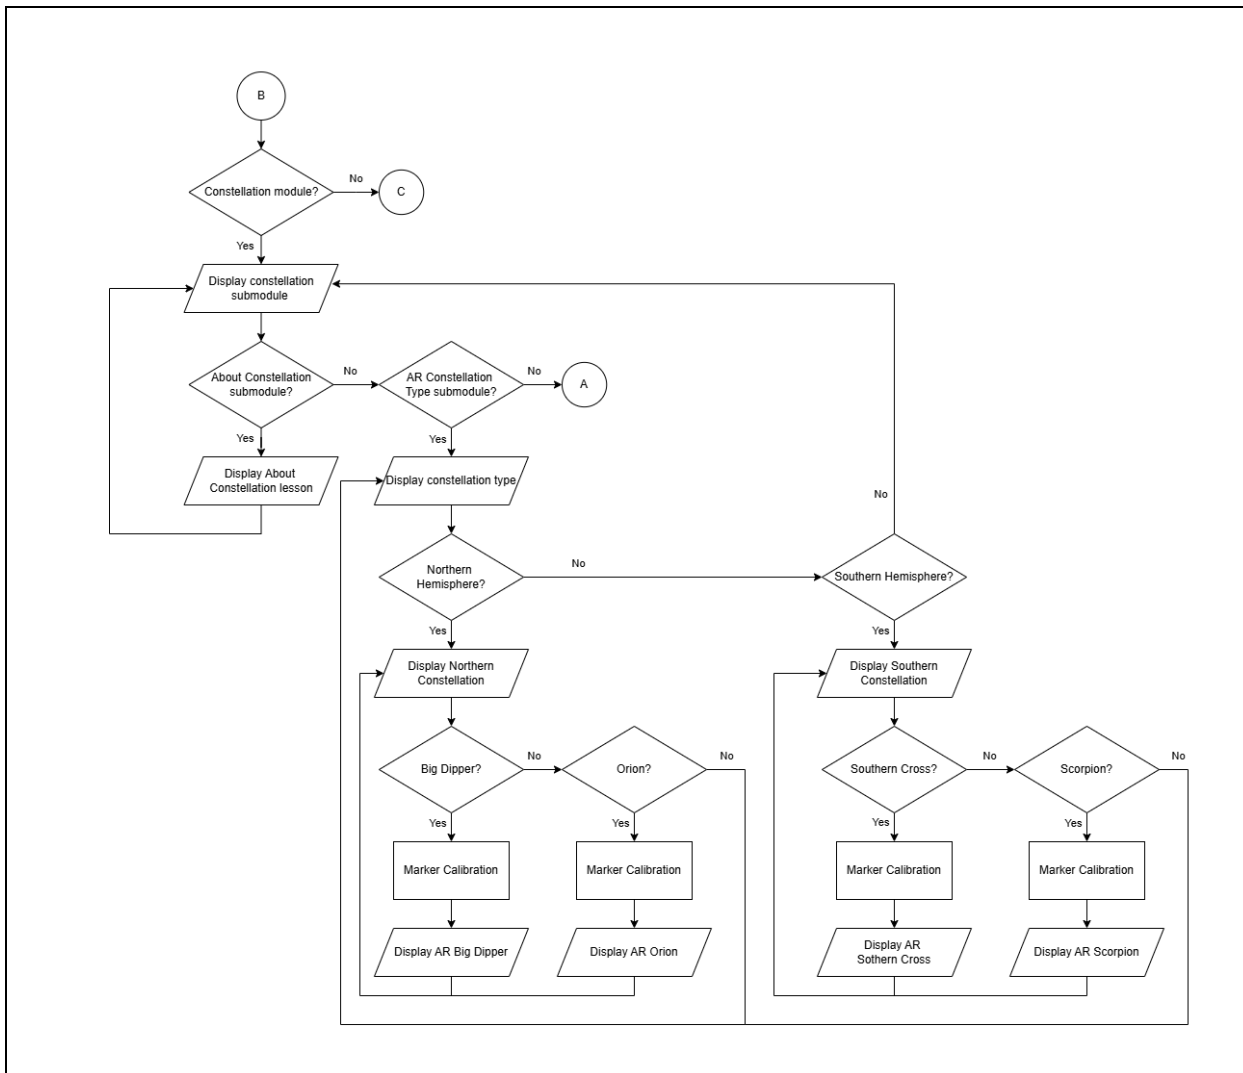 B
Constellation module?
No
C
Yes
Display constellation
submodule
About Constellation
submodule?
No
AR Constellation
Type submodule?
No
A
Yes
Yes
Display About
Constellation lesson
Display constellation type
No
Northern
Hemisphere?
No
Southern Hemisphere?
Yes
Yes
Display Northern
Constellation
Display Southern
Constellation
Big Dipper?
No
Orion?
No
Southern Cross?
No
Scorpion?
No
Yes
Yes
Yes
Yes
Marker Calibration
Marker Calibration
Marker Calibration
Marker Calibration
Display AR Big Dipper
Display AR Orion
Display AR
Sothern Cross
Display AR Scorpion